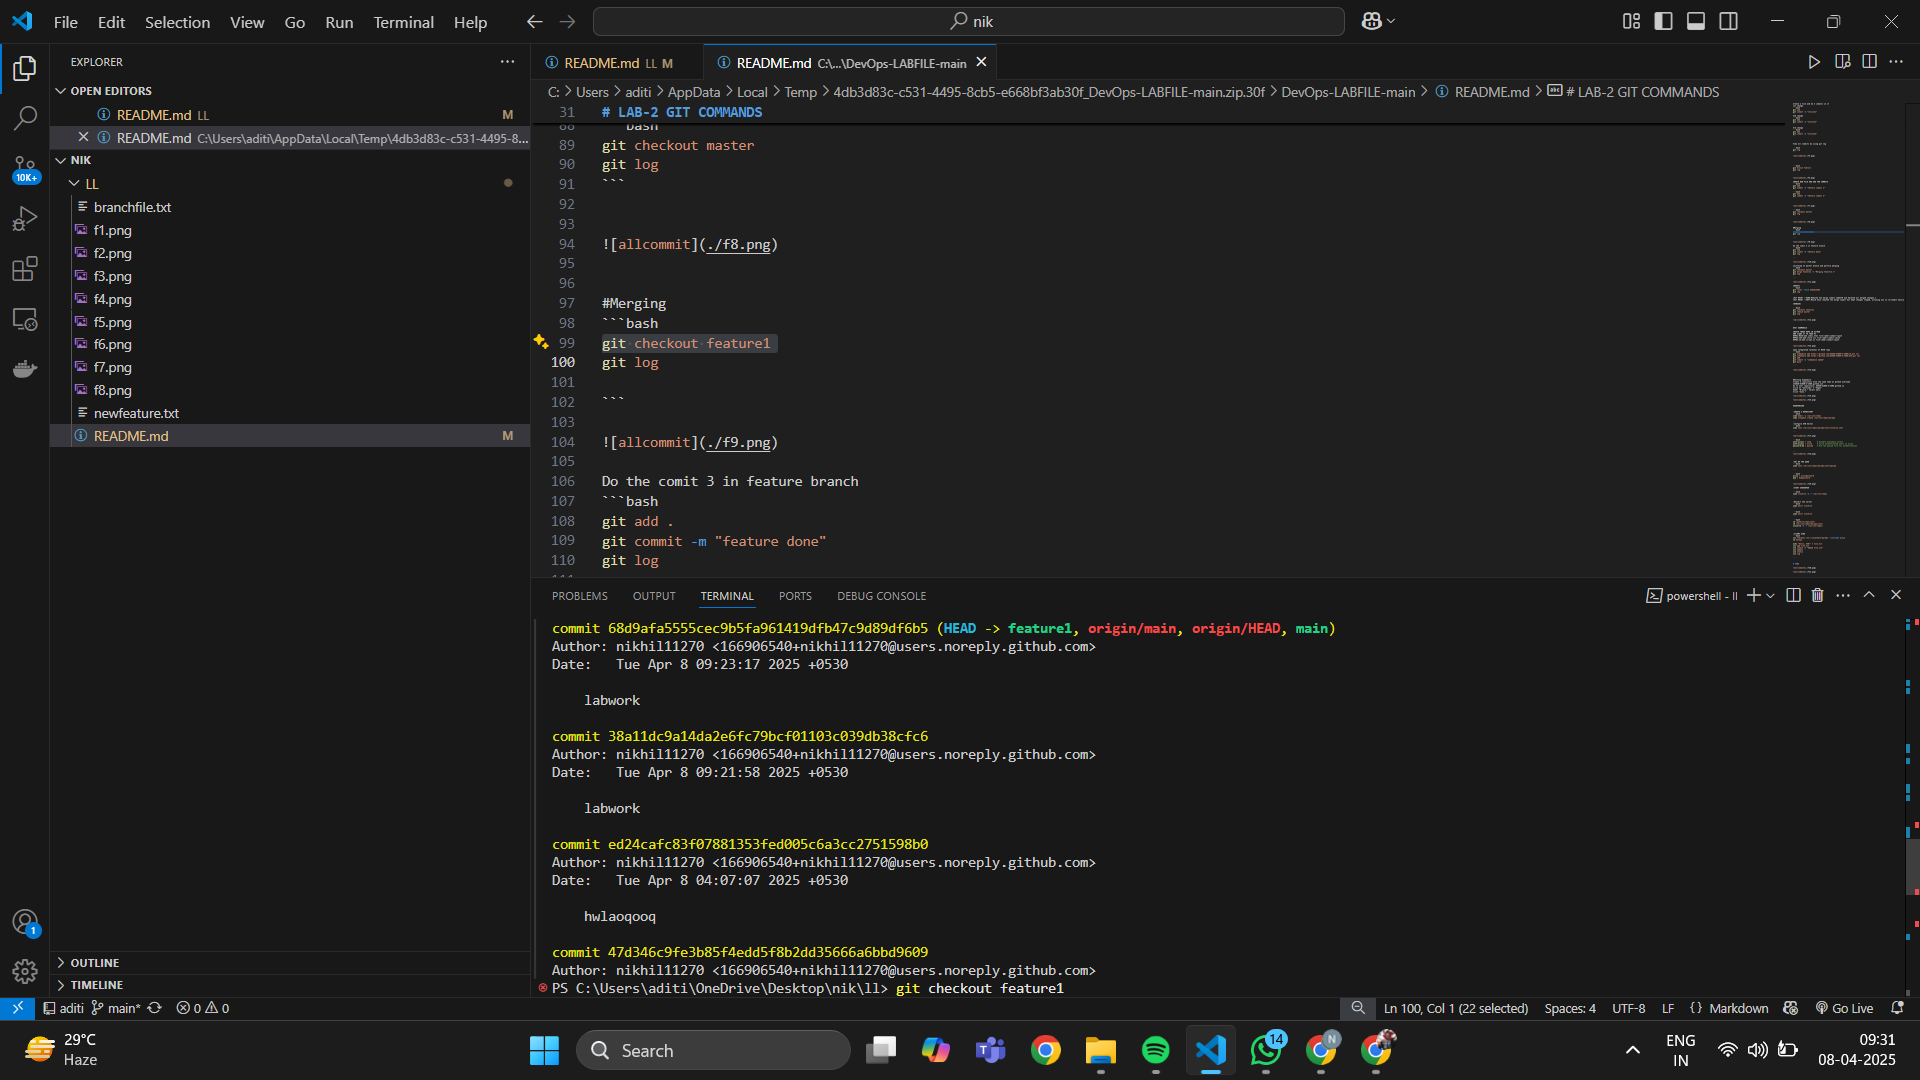 File Edit Selection View Go Run Terminal Help
nik
EXPLORER
OPEN EDITORS
README.md LL M
README.md C:\Users\aditi\AppData\Local\Temp\4db3d83c-c531-4495-8...
NIK
LL
branchfile.txt
f1.png
f2.png
f3.png
f4.png
f5.png
f6.png
f7.png
f8.png
newfeature.txt
README.md M
OUTLINE
TIMELINE
10K+
1
README.md LL M
README.md C:\...\DevOps-LABFILE-main
C: > Users > aditi > AppData > Local > Temp > 4db3d83c-c531-4495-8cb5-e668bf3ab30f_DevOps-LABFILE-main.zip.30f > DevOps-LABFILE-main > README.md > # LAB-2 GIT COMMANDS
31 # LAB-2 GIT COMMANDS
88 bash
89 git checkout master
90 git log
91 ```
92
93
94 ![allcommit](./f8.png)
95
96
97 #Merging
98 ```bash
99 git checkout feature1
100 git log
101
102 ```
103
104 ![allcommit](./f9.png)
105
106 Do the comit 3 in feature branch
107 ```bash
108 git add .
109 git commit -m "feature done"
110 git log
PROBLEMS OUTPUT TERMINAL PORTS DEBUG CONSOLE
powershell - ll
commit 68d9afa5555cec9b5fa961419dfb47c9d89df6b5 (HEAD -> feature1, origin/main, origin/HEAD, main)
Author: nikhil11270 <166906540+nikhil11270@users.noreply.github.com>
Date:   Tue Apr 8 09:23:17 2025 +0530
labwork
commit 38a11dc9a14da2e6fc79bcf01103c039db38cfc6
Author: nikhil11270 <166906540+nikhil11270@users.noreply.github.com>
Date:   Tue Apr 8 09:21:58 2025 +0530
labwork
commit ed24cafc83f07881353fed005c6a3cc2751598b0
Author: nikhil11270 <166906540+nikhil11270@users.noreply.github.com>
Date:   Tue Apr 8 04:07:07 2025 +0530
hwlaoqooq
commit 47d346c9fe3b85f4edd5f8b2dd35666a6bbd9609
Author: nikhil11270 <166906540+nikhil11270@users.noreply.github.com>
PS C:\Users\aditi\OneDrive\Desktop\nik\ll> git checkout feature1
aditi main* 0 0
Ln 100, Col 1 (22 selected) Spaces: 4 UTF-8 LF {} Markdown Go Live
29°C
Haze
Search
14
N
ENG
IN
09:31
08-04-2025